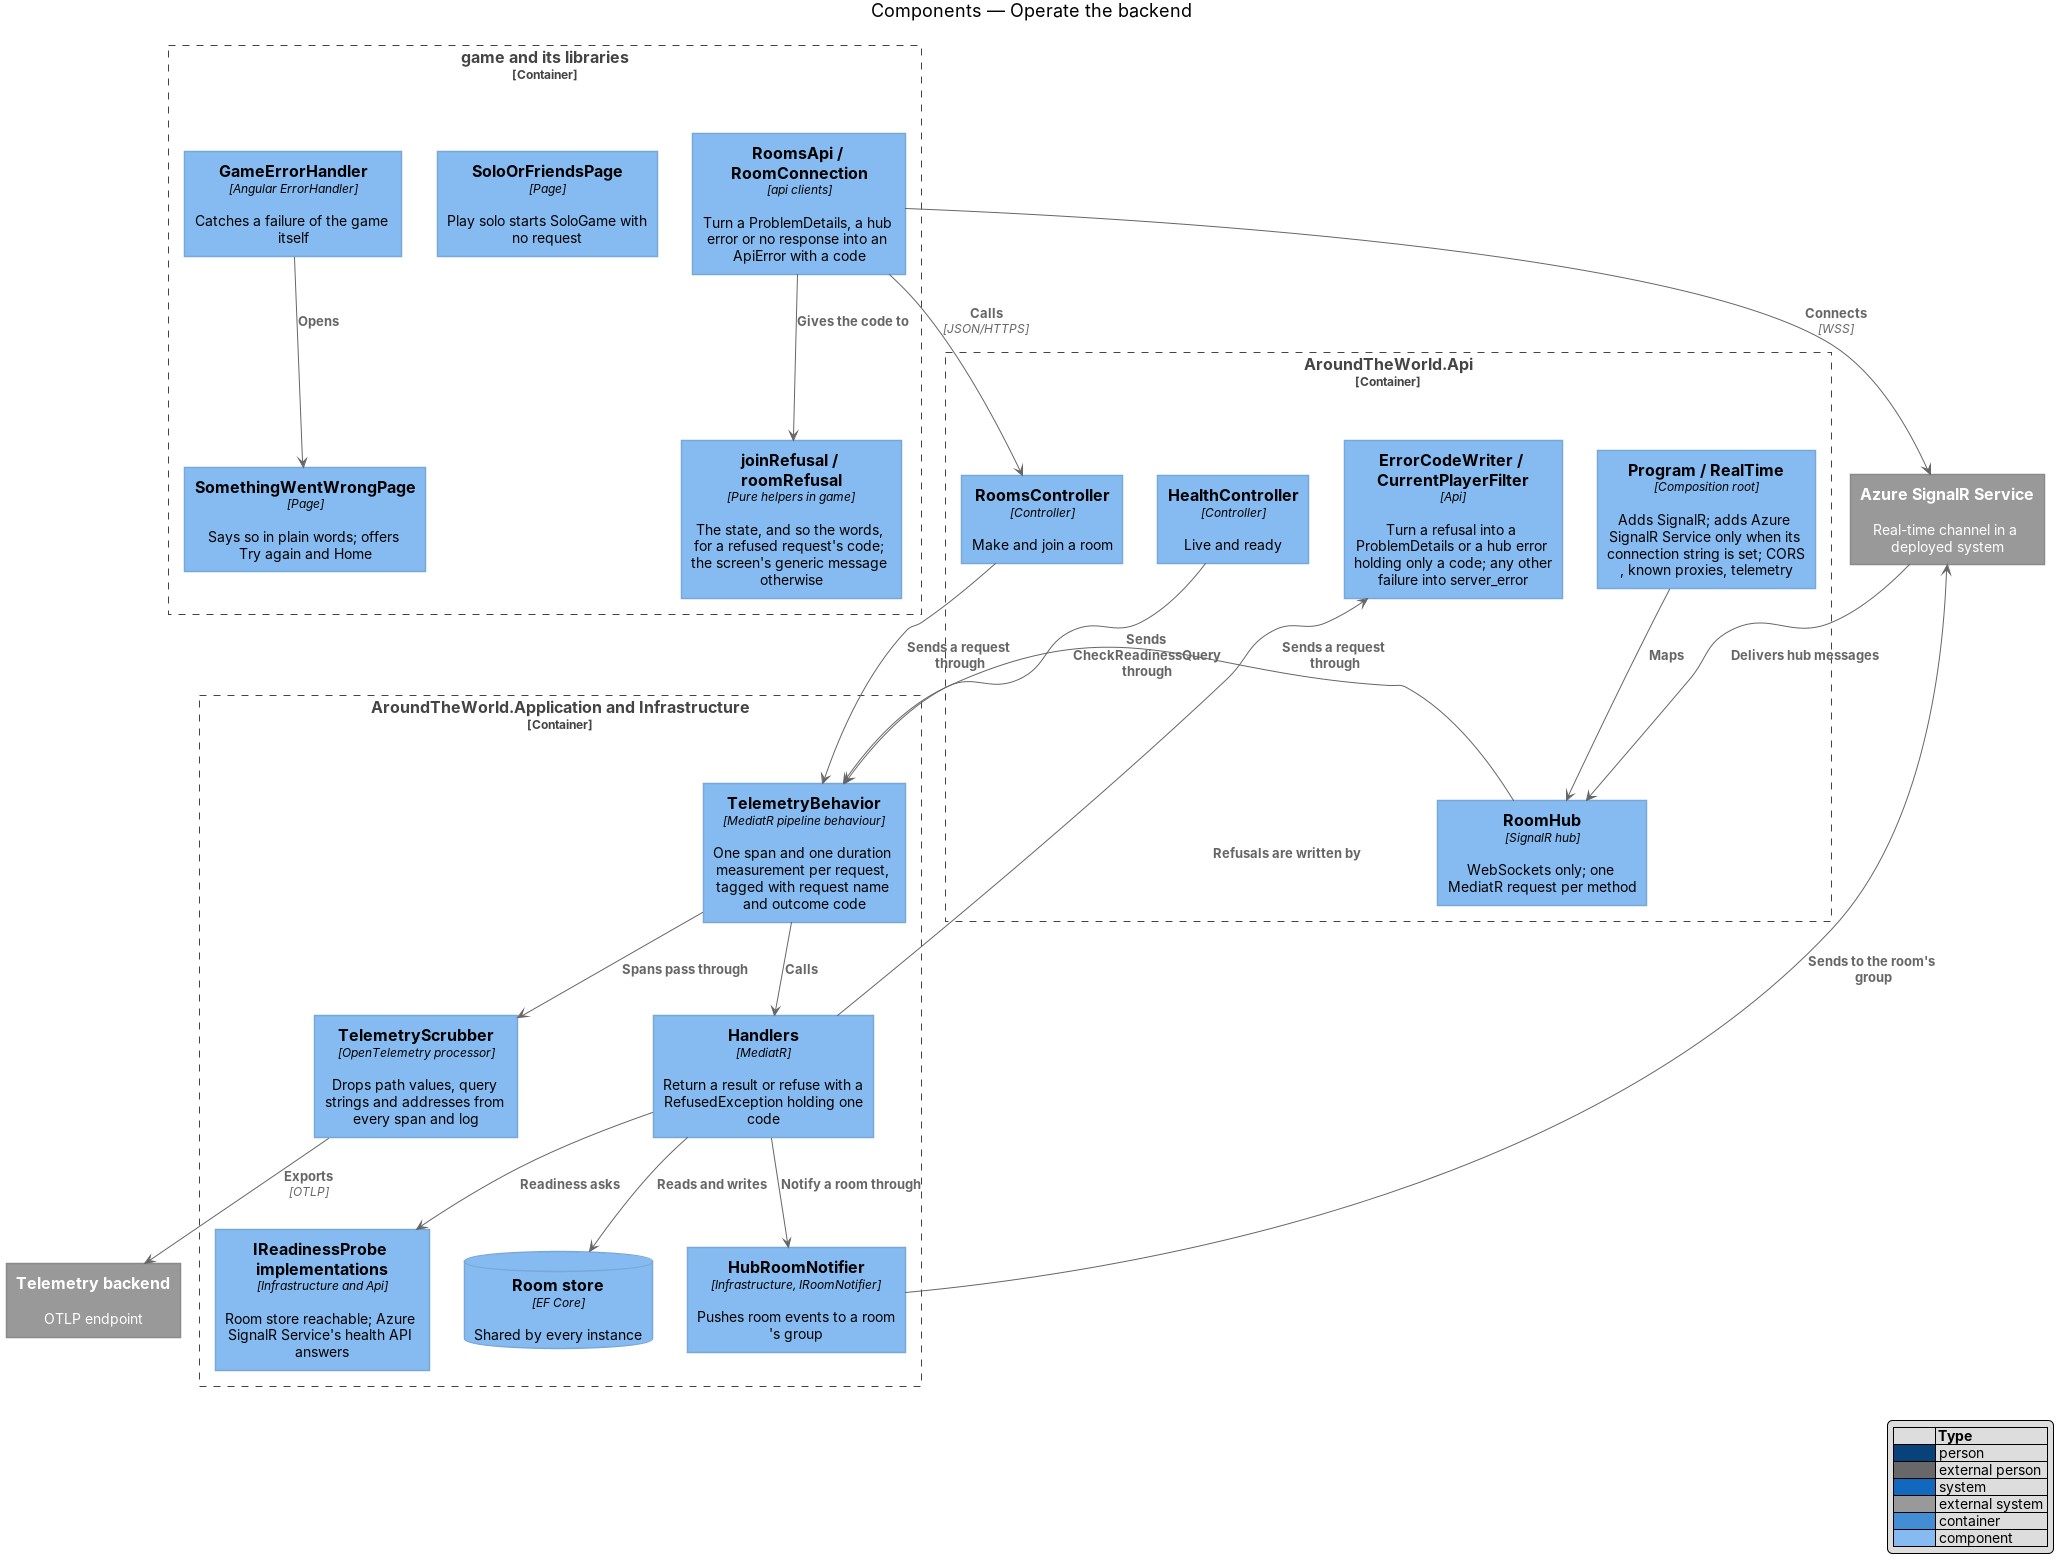 Components — Operate the backend
game and its libraries
[Container]
GameErrorHandler
[Angular ErrorHandler]
Catches a failure of the game
itself
SoloOrFriendsPage
[Page]
Play solo starts SoloGame with
no request
RoomsApi /
RoomConnection
[api clients]
Turn a ProblemDetails, a hub
error or no response into an
ApiError with a code
Opens
Gives the code to
Calls
[JSON/HTTPS]
Connects
[WSS]
SomethingWentWrongPage
[Page]
Says so in plain words; offers
Try again and Home
joinRefusal /
roomRefusal
[Pure helpers in game]
The state, and so the words,
for a refused request's code;
the screen's generic message
otherwise
AroundTheWorld.Api
[Container]
RoomsController
[Controller]
Make and join a room
HealthController
[Controller]
Live and ready
ErrorCodeWriter /
CurrentPlayerFilter
[Api]
Turn a refusal into a
ProblemDetails or a hub error
holding only a code; any other
failure into server_error
Program / RealTime
[Composition root]
Adds SignalR; adds Azure
SignalR Service only when its
connection string is set; CORS
, known proxies, telemetry
Azure SignalR Service
Real-time channel in a
deployed system
Sends a request
through
Sends
CheckReadinessQuery
through
Sends a request
through
Maps
Delivers hub messages
AroundTheWorld.Application and Infrastructure
[Container]
TelemetryBehavior
[MediatR pipeline behaviour]
One span and one duration
measurement per request,
tagged with request name
and outcome code
Refusals are written by
RoomHub
[SignalR hub]
WebSockets only; one
MediatR request per method
Spans pass through
Calls
Sends to the room's
group
TelemetryScrubber
[OpenTelemetry processor]
Drops path values, query
strings and addresses from
every span and log
Handlers
[MediatR]
Return a result or refuse with a
RefusedException holding one
code
Exports
[OTLP]
Readiness asks
Reads and writes
Notify a room through
Telemetry backend
OTLP endpoint
IReadinessProbe
implementations
[Infrastructure and Api]
Room store reachable; Azure
SignalR Service's health API
answers
Room store
[EF Core]
Shared by every instance
HubRoomNotifier
[Infrastructure, IRoomNotifier]
Pushes room events to a room
's group
Type
person
external person
system
external system
container
component